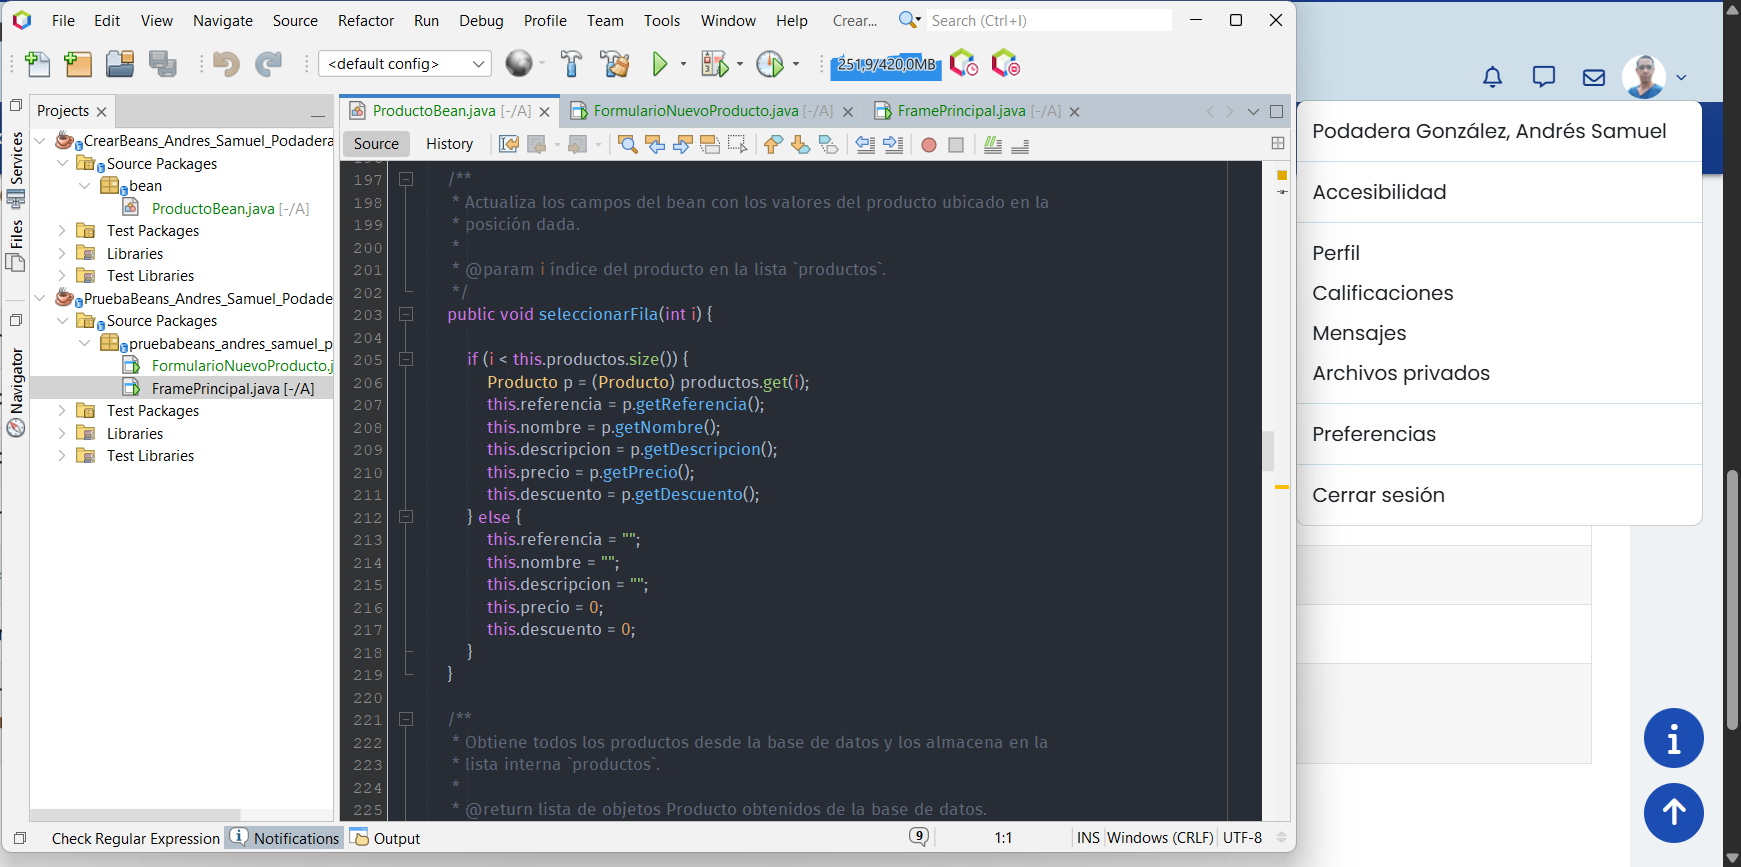 File Edit View Navigate Source Refactor Run Debug Profile Team Tools Window Help Crear... Search (Ctrl+I)
<default config> 251,9/420,0MB
Projects
Services
Files
Navigator
CrearBeans_Andres_Samuel_Podadera
Source Packages
bean
ProductoBean.java [-/A]
Test Packages
Libraries
Test Libraries
PruebaBeans_Andres_Samuel_Podade
Source Packages
pruebabeans_andres_samuel_p
FormularioNuevoProducto.j
FramePrincipal.java [-/A]
Test Packages
Libraries
Test Libraries
ProductoBean.java [-/A] FormularioNuevoProducto.java [-/A] FramePrincipal.java [-/A]
Source History
197 /**
198 * Actualiza los campos del bean con los valores del producto ubicado en la
199 * posición dada.
200 *
201 * @param i índice del producto en la lista `productos`.
202 */
203 public void seleccionarFila(int i) {
204
205 if (i < this.productos.size()) {
206 Producto p = (Producto) productos.get(i);
207 this.referencia = p.getReferencia();
208 this.nombre = p.getNombre();
209 this.descripcion = p.getDescripcion();
210 this.precio = p.getPrecio();
211 this.descuento = p.getDescuento();
212 } else {
213 this.referencia = "";
214 this.nombre = "";
215 this.descripcion = "";
216 this.precio = 0;
217 this.descuento = 0;
218 }
219 }
220
221 /**
222 * Obtiene todos los productos desde la base de datos y los almacena en la
223 * lista interna `productos`.
224 *
225 * @return lista de objetos Producto obtenidos de la base de datos.
Check Regular Expression Notifications Output 9 1:1 INS Windows (CRLF) UTF-8
Podadera González, Andrés Samuel
Accesibilidad
Perfil
Calificaciones
Mensajes
Archivos privados
Preferencias
Cerrar sesión